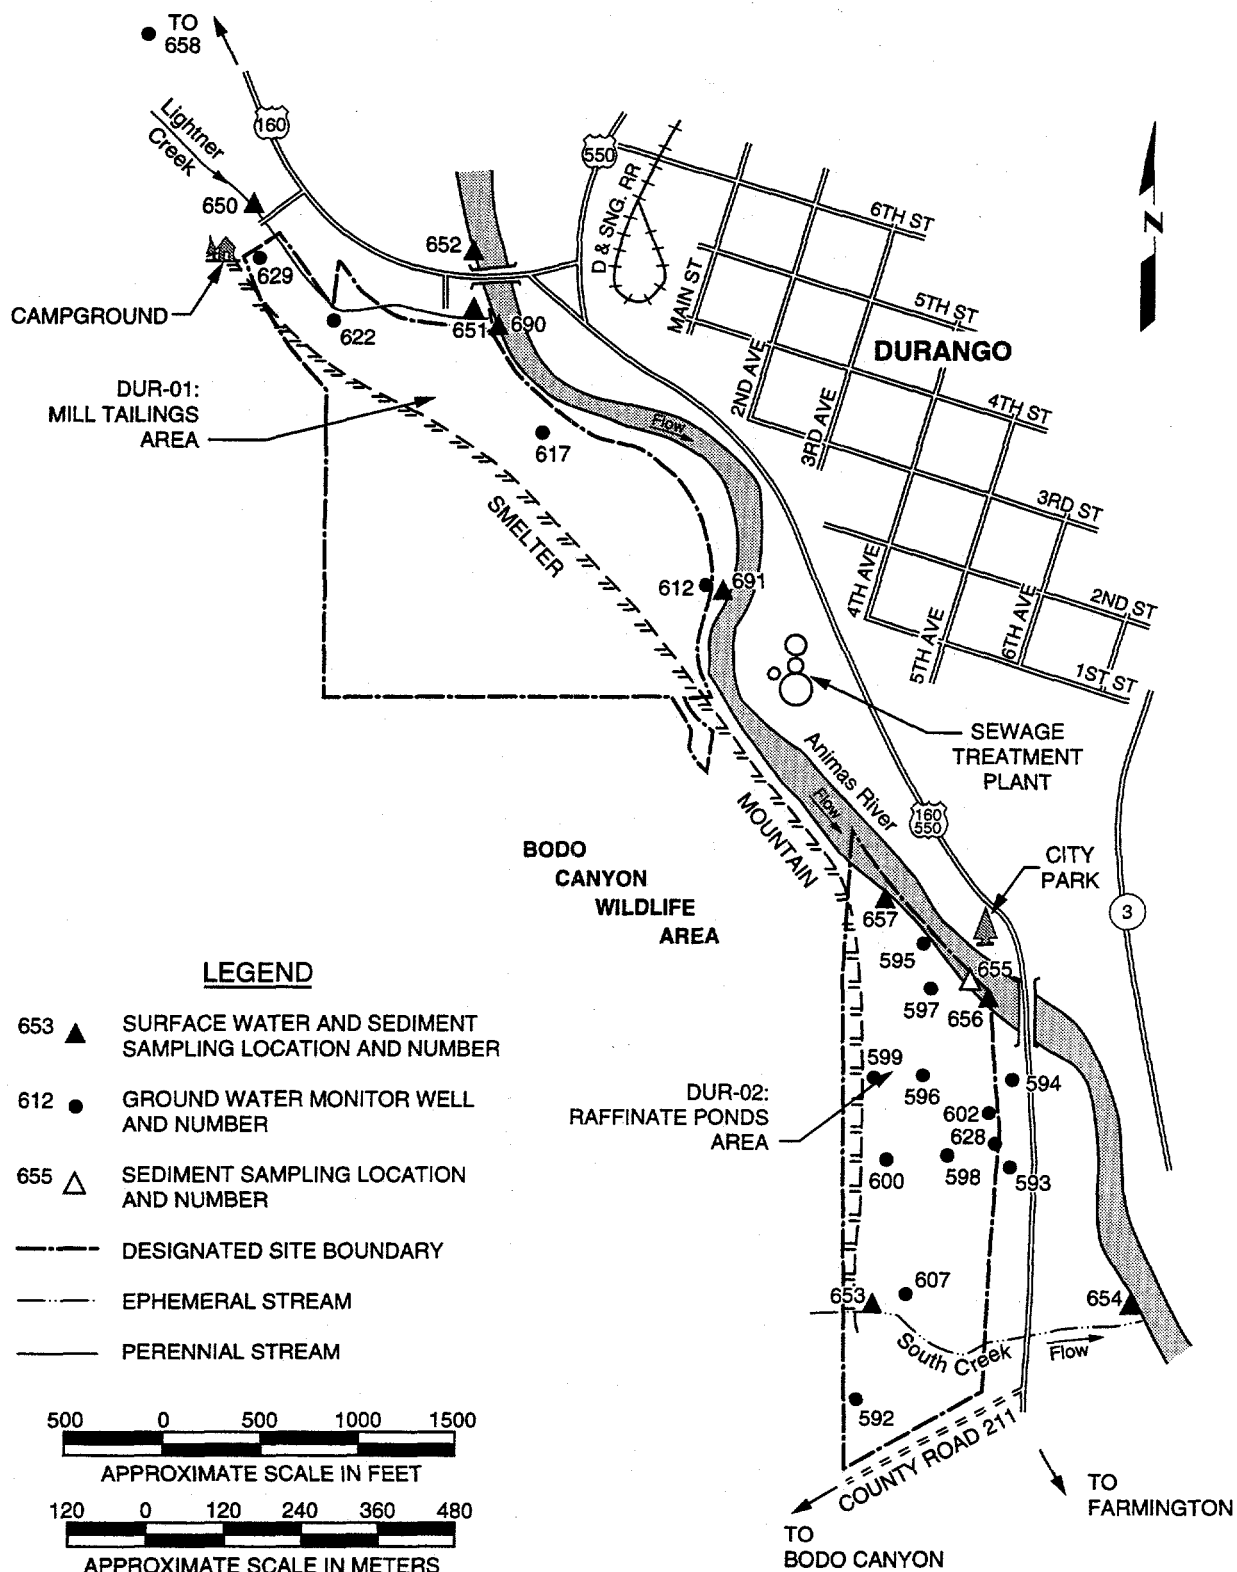 TO
658
160
Lightner
Creek
650
CAMPGROUND
629
622
652
651
690
550
D & SNG. RR
6TH ST
5TH ST
MAIN ST
DURANGO
2ND AVE
3RD AVE
4TH ST
3RD ST
4TH AVE
5TH AVE
6TH AVE
2ND ST
1ST ST
DUR-01:
MILL TAILINGS
AREA
617
Flow
SMELTER
612
691
SEWAGE
TREATMENT
PLANT
Animas River
Flow
MOUNTAIN
160
550
CITY
PARK
3
BODO
CANYON
WILDLIFE
AREA
657
595
655
597
656
599
596
594
DUR-02:
RAFFINATE PONDS
AREA
602
628
600
598
593
607
653
654
South Creek
Flow
592
COUNTY ROAD 211
TO
BODO CANYON
TO
FARMINGTON
N
LEGEND
653 SURFACE WATER AND SEDIMENT
SAMPLING LOCATION AND NUMBER
612 GROUND WATER MONITOR WELL
AND NUMBER
655 SEDIMENT SAMPLING LOCATION
AND NUMBER
DESIGNATED SITE BOUNDARY
EPHEMERAL STREAM
PERENNIAL STREAM
500 0 500 1000 1500
APPROXIMATE SCALE IN FEET
120 0 120 240 360 480
APPROXIMATE SCALE IN METERS